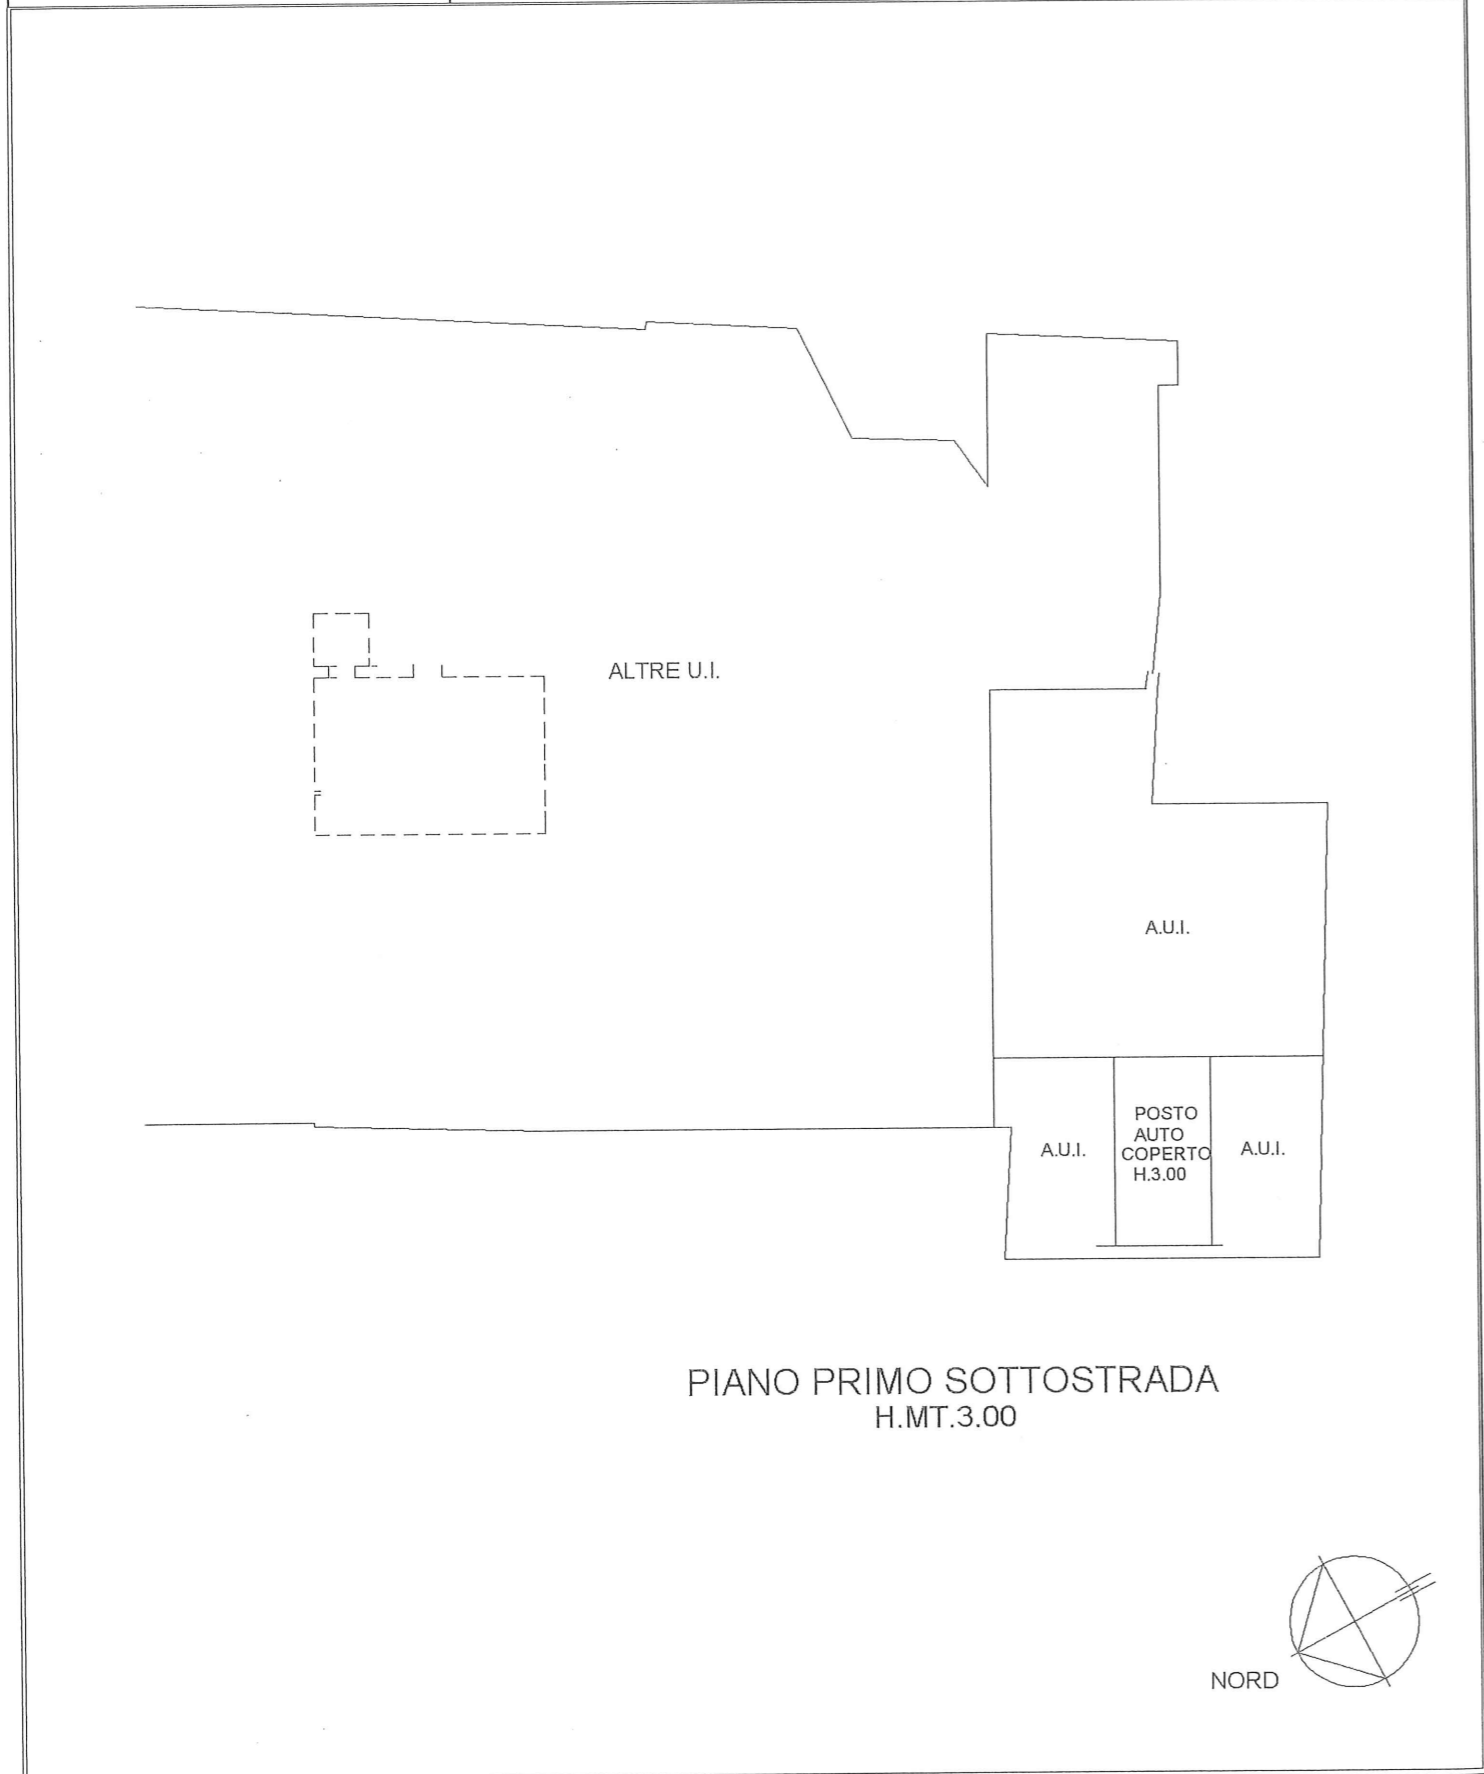 ALTRE U.I.
A.U.I.
A.U.I.
POSTO
AUTO
COPERTO
H.3.00
A.U.I.
PIANO PRIMO SOTTOSTRADA
H.MT.3.00
NORD